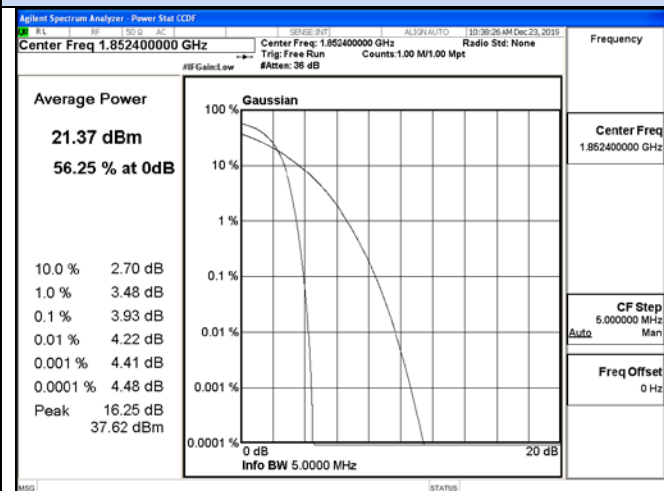 Agilent Spectrum Analyzer - Power Stat CCDF
RL RF 50 Ω AC SENSE:INT ALIGNAUTO 10:38:26 AM Dec 23, 2019
Center Freq 1.852400000 GHz
Center Freq: 1.852400000 GHz Radio Std: None
Trig: Free Run Counts:1.00 M/1.00 Mpt
#IFGain:Low #Atten: 36 dB
Frequency
Average Power
21.37 dBm
56.25 % at 0dB
10.0 % 2.70 dB
1.0 % 3.48 dB
0.1 % 3.93 dB
0.01 % 4.22 dB
0.001 % 4.41 dB
0.0001 % 4.48 dB
Peak 16.25 dB
37.62 dBm
Gaussian
100 %
10 %
1 %
0.1 %
0.01 %
0.001 %
0.0001 %
0 dB 20 dB
Info BW 5.0000 MHz
Center Freq
1.852400000 GHz
CF Step
5.000000 MHz
Auto Man
Freq Offset
0 Hz
MSG STATUS